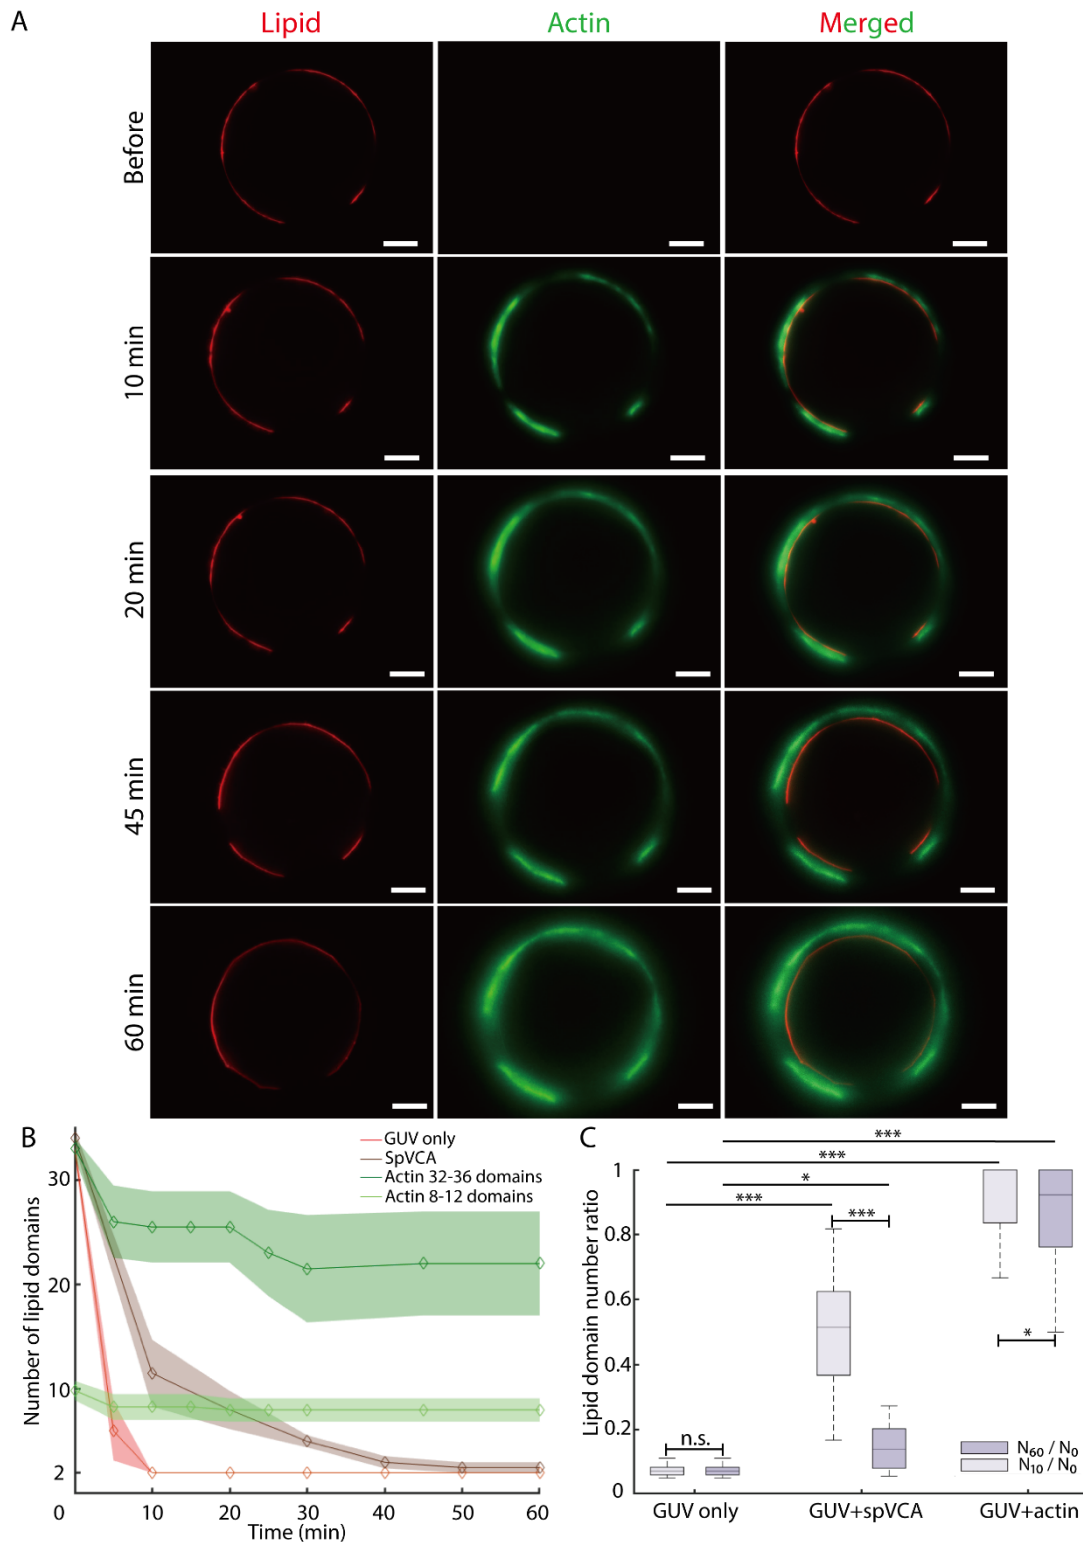 A
Lipid Actin Merged
Before
10 min
20 min
45 min
60 min
B
GUV only
SpVCA
Actin 32-36 domains
Actin 8-12 domains
Number of lipid domains
30
20
10
2
0 10 20 30 40 50 60
Time (min)
C
***
***
*
***
***
*
n.s.
Lipid domain number ratio
1
0.8
0.6
0.4
0.2
0
N60 / N0
N10 / N0
GUV only GUV+spVCA GUV+actin